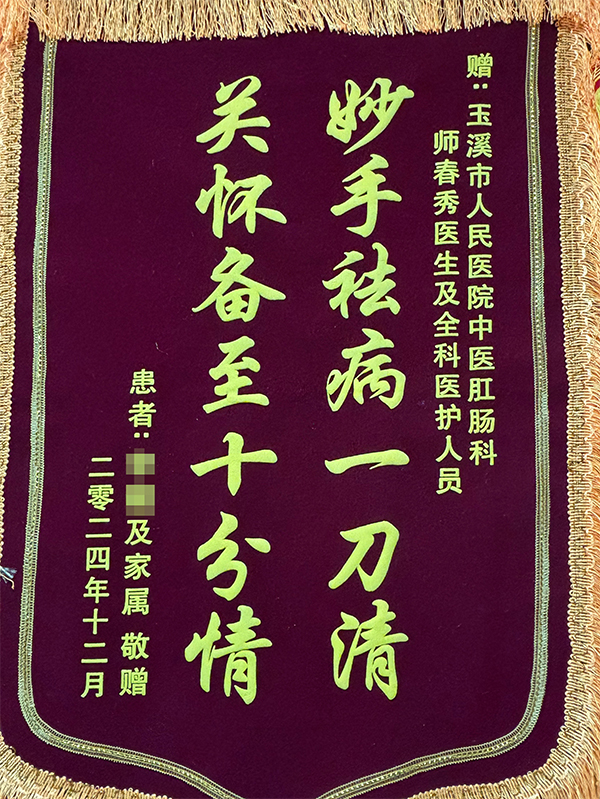 赠：玉溪市人民医院中医肛肠科
师春秀医生及全科医护人员
妙手祛病一刀清
关怀备至十分情
患者：及家属 敬赠
二零二四年十二月